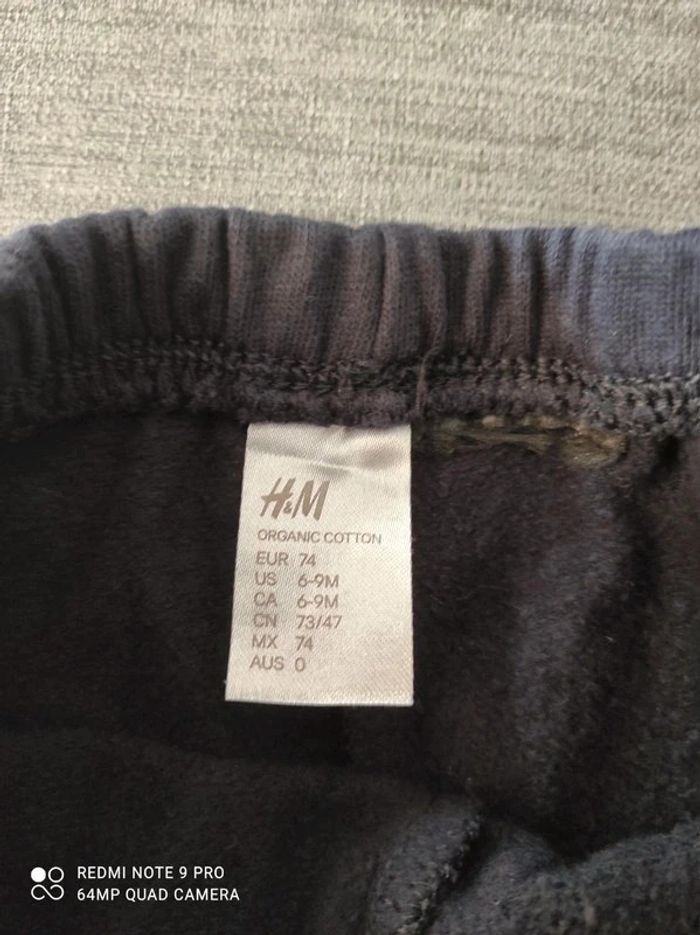 H&M
ORGANIC COTTON
EUR 74
US 6-9M
CA 6-9M
CN 73/47
MX 74
AUS 0
REDMI NOTE 9 PRO
64MP QUAD CAMERA